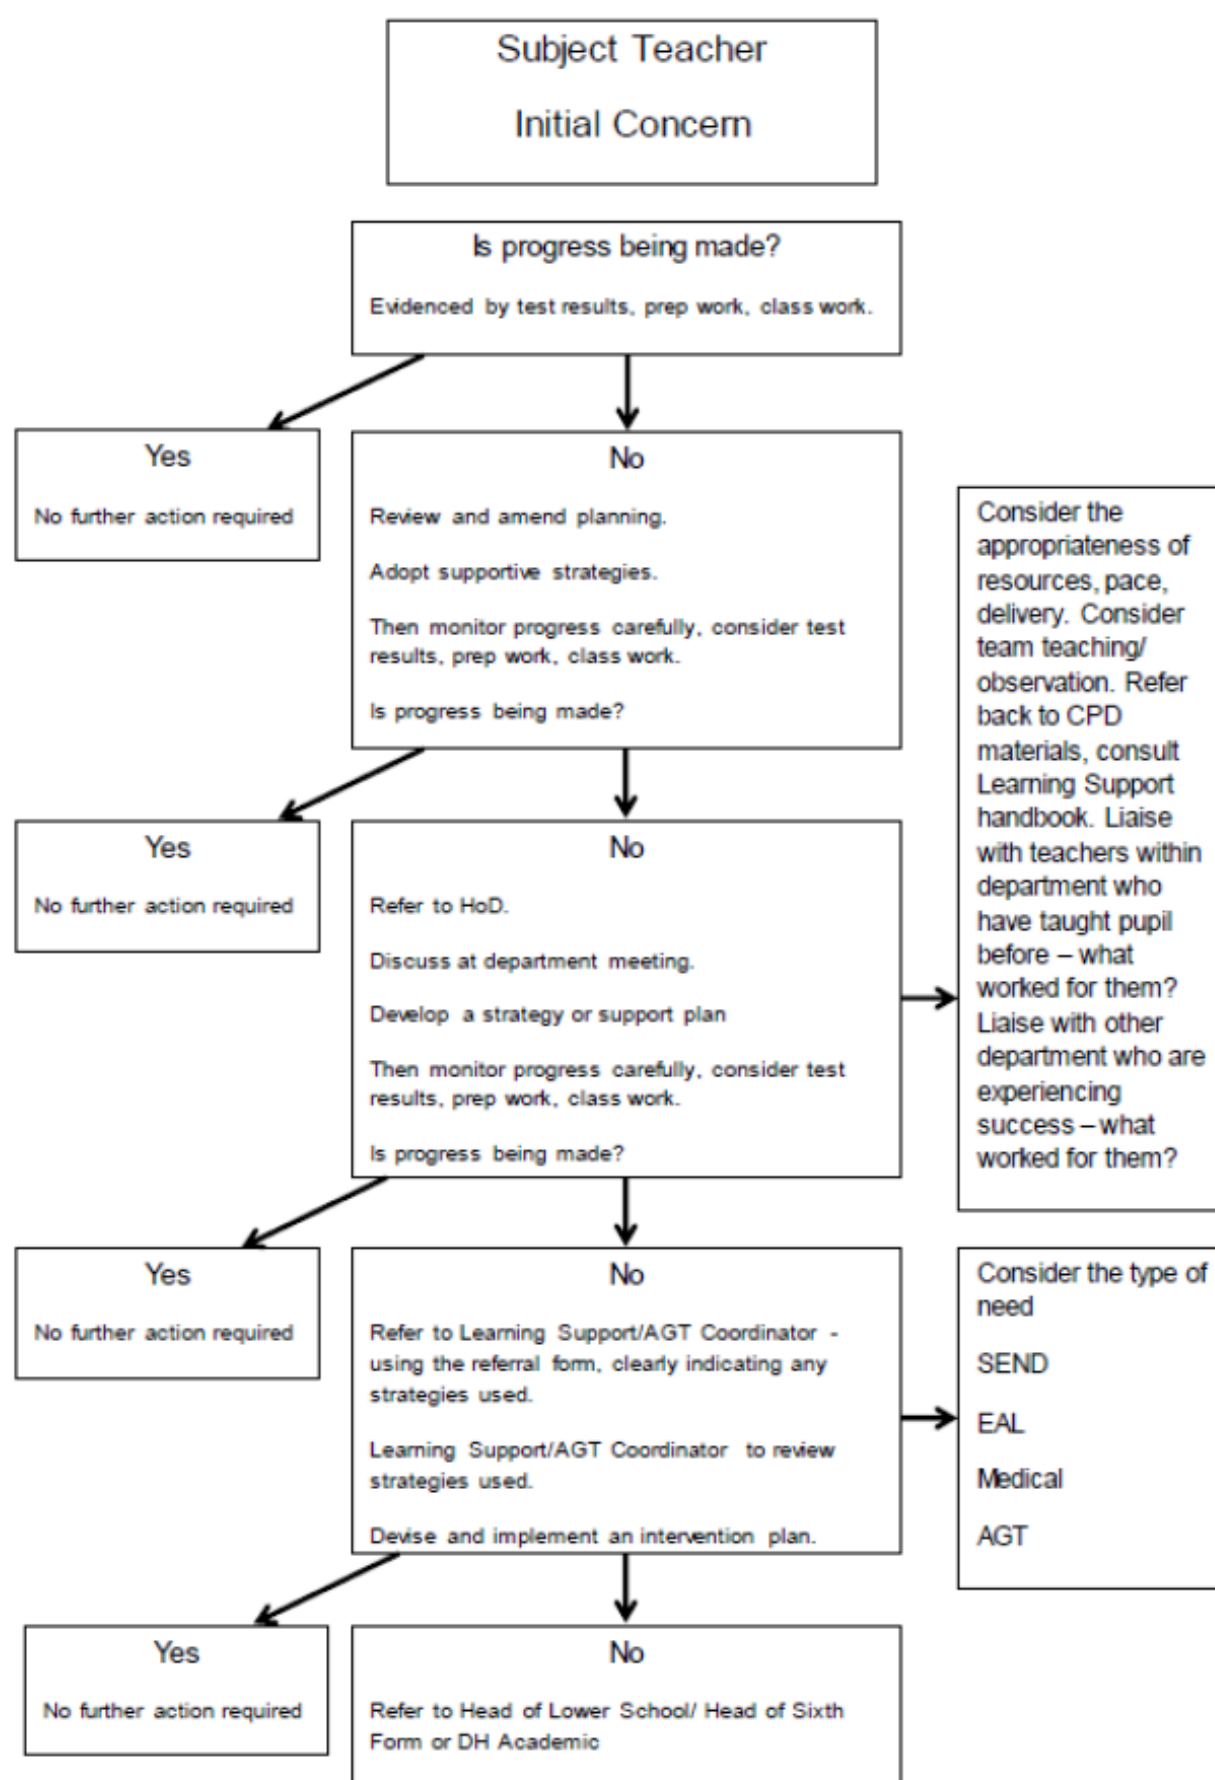 Subject Teacher
Initial Concern
Is progress being made?
Evidenced by test results, prep work, class work.
Yes
No further action required
No
Review and amend planning.
Adopt supportive strategies.
Then monitor progress carefully, consider test
results, prep work, class work.
Is progress being made?
Yes
No further action required
No
Refer to HoD.
Discuss at department meeting.
Develop a strategy or support plan
Then monitor progress carefully, consider test
results, prep work, class work.
Is progress being made?
Consider the
appropriateness of
resources, pace,
delivery. Consider
team teaching/
observation. Refer
back to CPD
materials, consult
Learning Support
handbook. Liaise
with teachers within
department who
have taught pupil
before – what
worked for them?
Liaise with other
department who are
experiencing
success – what
worked for them?
Yes
No further action required
No
Refer to Learning Support/AGT Coordinator -
using the referral form, clearly indicating any
strategies used.
Learning Support/AGT Coordinator to review
strategies used.
Devise and implement an intervention plan.
Consider the type of
need
SEND
EAL
Medical
AGT
Yes
No further action required
No
Refer to Head of Lower School/ Head of Sixth
Form or DH Academic